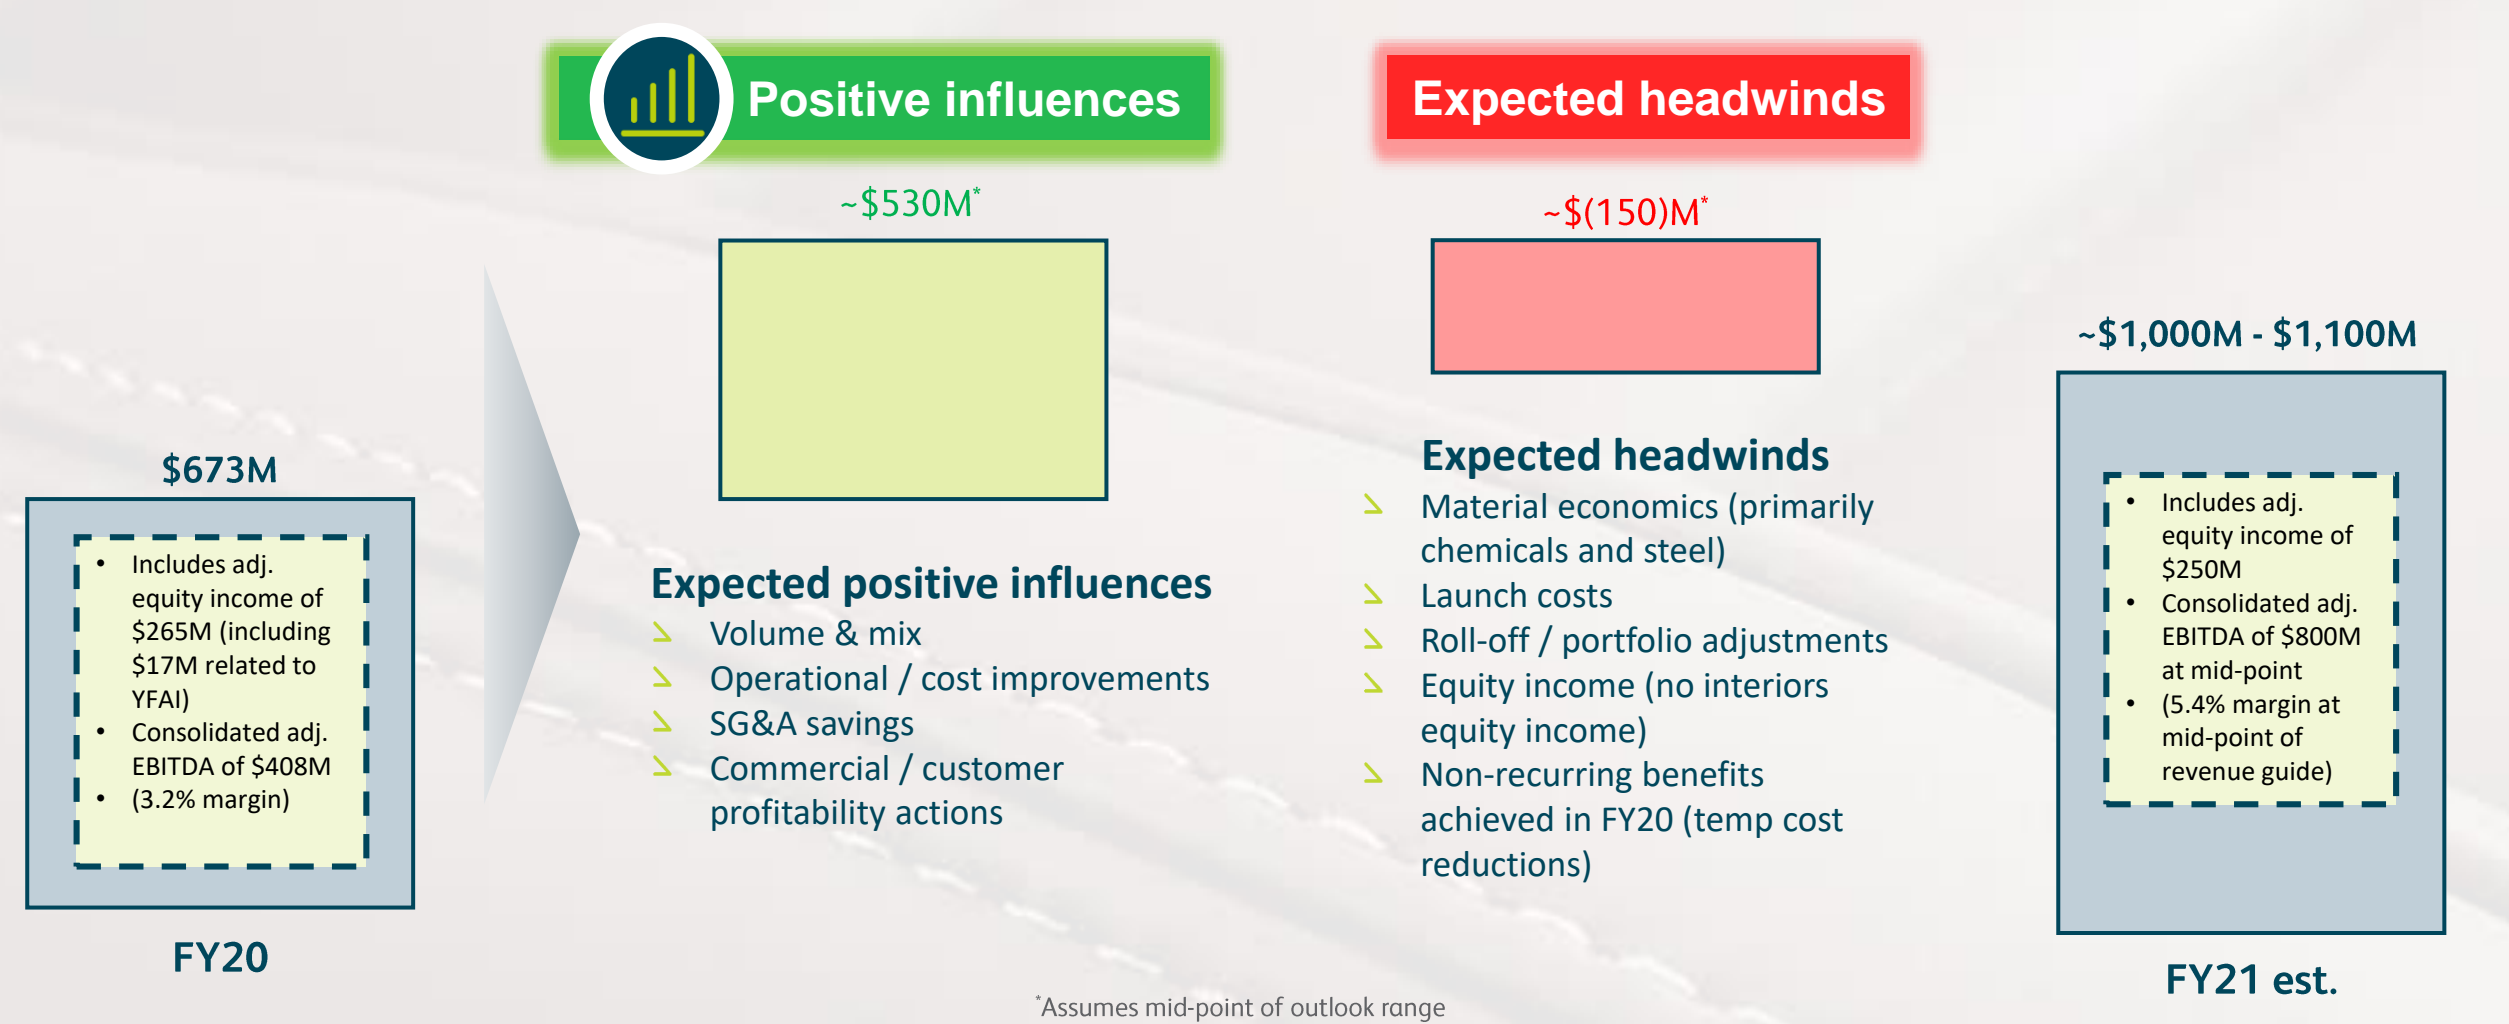 Positive influences
Expected headwinds
~$530M*
~$(150)M*
~$1,000M - $1,100M
$673M
• Includes adj.
equity income of
$265M (including
$17M related to
YFAI)
• Consolidated adj.
EBITDA of $408M
• (3.2% margin)
FY20
Expected positive influences
Volume & mix
Operational / cost improvements
SG&A savings
Commercial / customer
profitability actions
Expected headwinds
Material economics (primarily
chemicals and steel)
Launch costs
Roll-off / portfolio adjustments
Equity income (no interiors
equity income)
Non-recurring benefits
achieved in FY20 (temp cost
reductions)
• Includes adj.
equity income of
$250M
• Consolidated adj.
EBITDA of $800M
at mid-point
• (5.4% margin at
mid-point of
revenue guide)
FY21 est.
*Assumes mid-point of outlook range